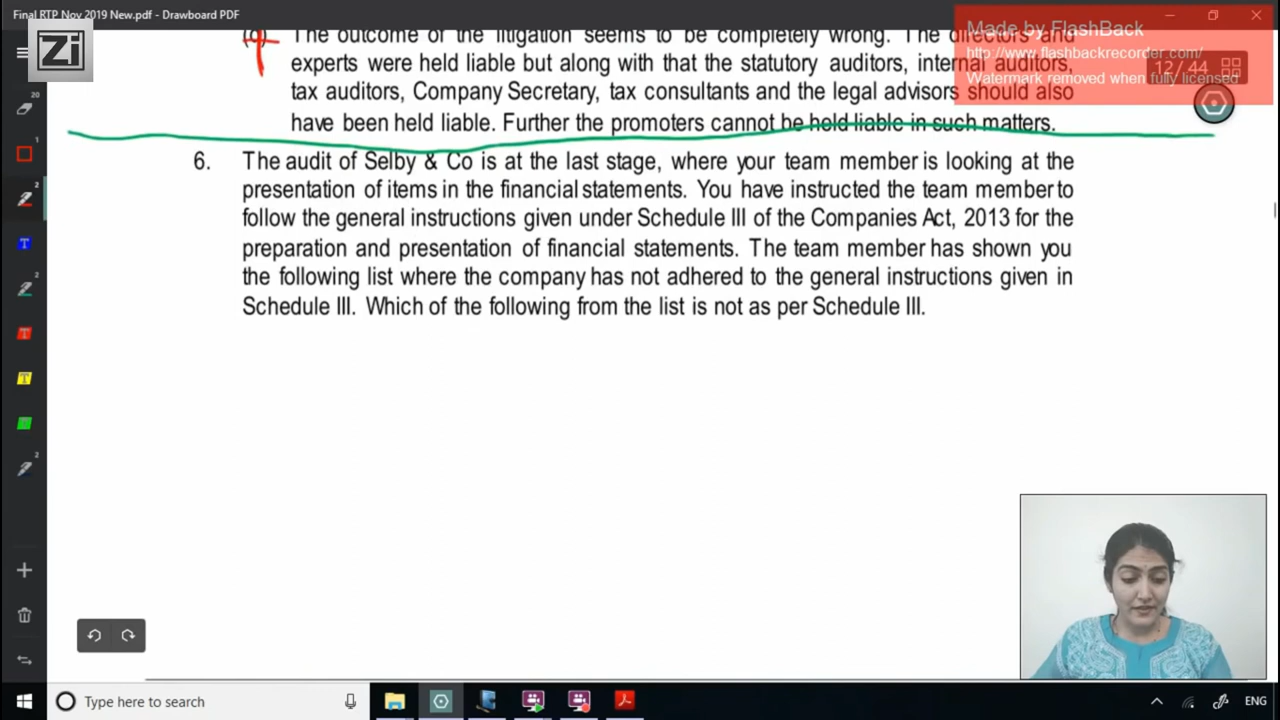 Final RTP Nov 2019 New.pdf - Drawboard PDF
Zi
Made by FlashBack
http://www.flashbackrecorder.com/
Watermark removed when fully licensed
12 / 44
The outcome of the litigation seems to be completely wrong. The directors and
experts were held liable but along with that the statutory auditors, internal auditors,
tax auditors, Company Secretary, tax consultants and the legal advisors should also
have been held liable. Further the promoters cannot be held liable in such matters.
6. The audit of Selby & Co is at the last stage, where your team member is looking at the
presentation of items in the financial statements. You have instructed the team member to
follow the general instructions given under Schedule III of the Companies Act, 2013 for the
preparation and presentation of financial statements. The team member has shown you
the following list where the company has not adhered to the general instructions given in
Schedule III. Which of the following from the list is not as per Schedule III.
20
1
2
T
2
T
T
2
Type here to search
ENG